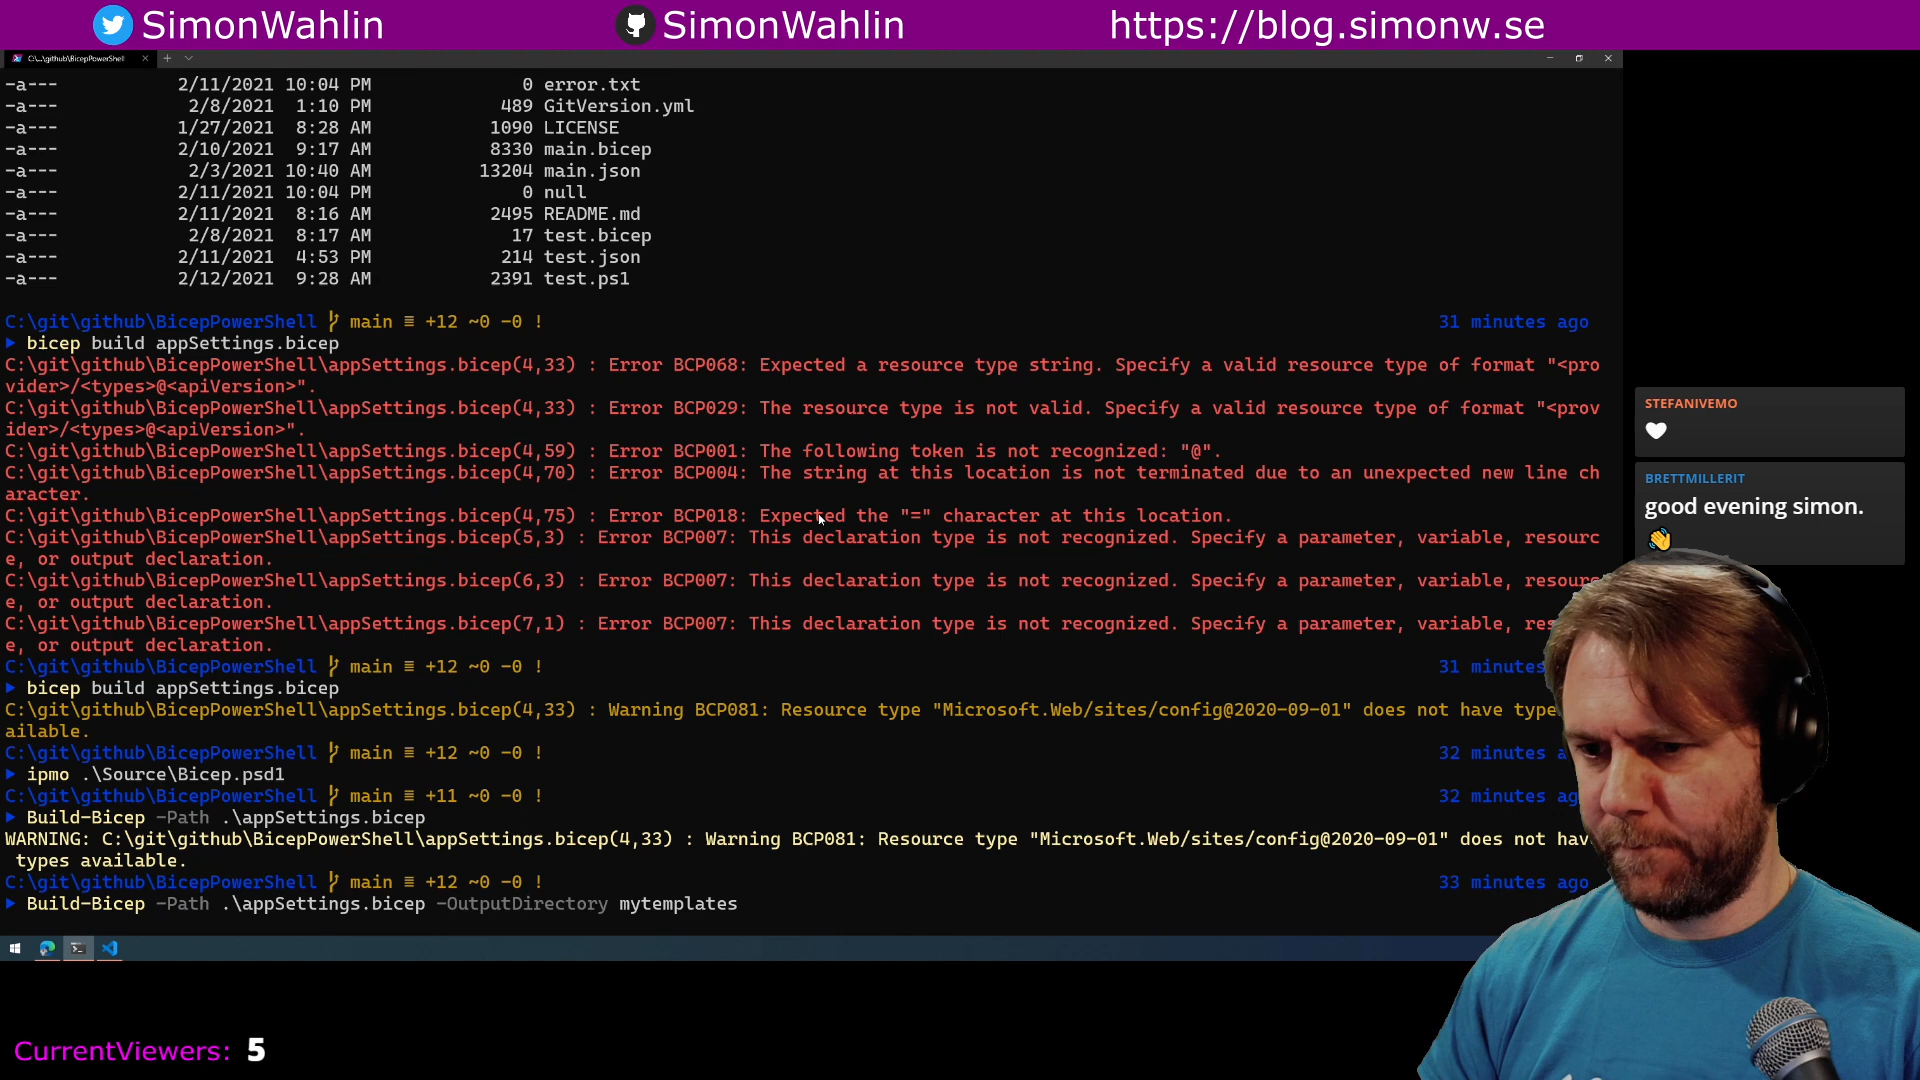 SimonWahlin
SimonWahlin
https://blog.simonw.se
C:\...\github\BicepPowerShell
-a--- 2/11/2021 10:04 PM 0 error.txt
-a--- 2/8/2021 1:10 PM 489 GitVersion.yml
-a--- 1/27/2021 8:28 AM 1090 LICENSE
-a--- 2/10/2021 9:17 AM 8330 main.bicep
-a--- 2/3/2021 10:40 AM 13204 main.json
-a--- 2/11/2021 10:04 PM 0 null
-a--- 2/11/2021 8:16 AM 2495 README.md
-a--- 2/8/2021 8:17 AM 17 test.bicep
-a--- 2/11/2021 4:53 PM 214 test.json
-a--- 2/12/2021 9:28 AM 2391 test.ps1
C:\git\github\BicepPowerShell main ≡ +12 ~0 -0 ! 31 minutes ago
bicep build appSettings.bicep
C:\git\github\BicepPowerShell\appSettings.bicep(4,33) : Error BCP068: Expected a resource type string. Specify a valid resource type of format "<pro
vider>/<types>@<apiVersion>".
C:\git\github\BicepPowerShell\appSettings.bicep(4,33) : Error BCP029: The resource type is not valid. Specify a valid resource type of format "<prov
ider>/<types>@<apiVersion>".
C:\git\github\BicepPowerShell\appSettings.bicep(4,59) : Error BCP001: The following token is not recognized: "@".
C:\git\github\BicepPowerShell\appSettings.bicep(4,70) : Error BCP004: The string at this location is not terminated due to an unexpected new line ch
aracter.
C:\git\github\BicepPowerShell\appSettings.bicep(4,75) : Error BCP018: Expected the "=" character at this location.
C:\git\github\BicepPowerShell\appSettings.bicep(5,3) : Error BCP007: This declaration type is not recognized. Specify a parameter, variable, resourc
e, or output declaration.
C:\git\github\BicepPowerShell\appSettings.bicep(6,3) : Error BCP007: This declaration type is not recognized. Specify a parameter, variable, resourc
e, or output declaration.
C:\git\github\BicepPowerShell\appSettings.bicep(7,1) : Error BCP007: This declaration type is not recognized. Specify a parameter, variable, res
e, or output declaration.
C:\git\github\BicepPowerShell main ≡ +12 ~0 -0 ! 31 minutes
bicep build appSettings.bicep
C:\git\github\BicepPowerShell\appSettings.bicep(4,33) : Warning BCP081: Resource type "Microsoft.Web/sites/config@2020-09-01" does not have type
ailable.
C:\git\github\BicepPowerShell main ≡ +12 ~0 -0 ! 32 minutes a
ipmo .\Source\Bicep.psd1
C:\git\github\BicepPowerShell main ≡ +11 ~0 -0 ! 32 minutes ag
Build-Bicep -Path .\appSettings.bicep
WARNING: C:\git\github\BicepPowerShell\appSettings.bicep(4,33) : Warning BCP081: Resource type "Microsoft.Web/sites/config@2020-09-01" does not hav
types available.
C:\git\github\BicepPowerShell main ≡ +12 ~0 -0 ! 33 minutes ago
Build-Bicep -Path .\appSettings.bicep -OutputDirectory mytemplates
STEFANIVEMO
BRETTMILLERIT
good evening simon.
CurrentViewers: 5